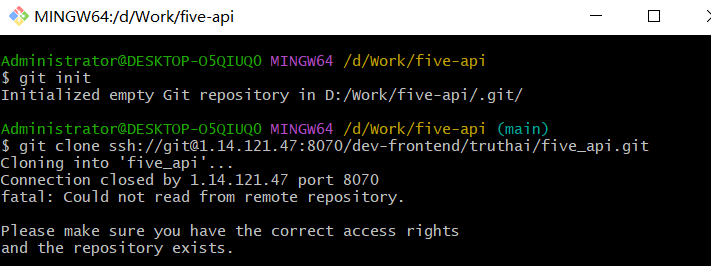 MINGW64:/d/Work/five-api
Administrator@DESKTOP-O5QIUQO MINGW64 /d/Work/five-api
$ git init
Initialized empty Git repository in D:/Work/five-api/.git/
Administrator@DESKTOP-O5QIUQO MINGW64 /d/Work/five-api (main)
$ git clone ssh://git@1.14.121.47:8070/dev-frontend/truthai/five_api.git
Cloning into 'five_api'...
Connection closed by 1.14.121.47 port 8070
fatal: Could not read from remote repository.
Please make sure you have the correct access rights
and the repository exists.